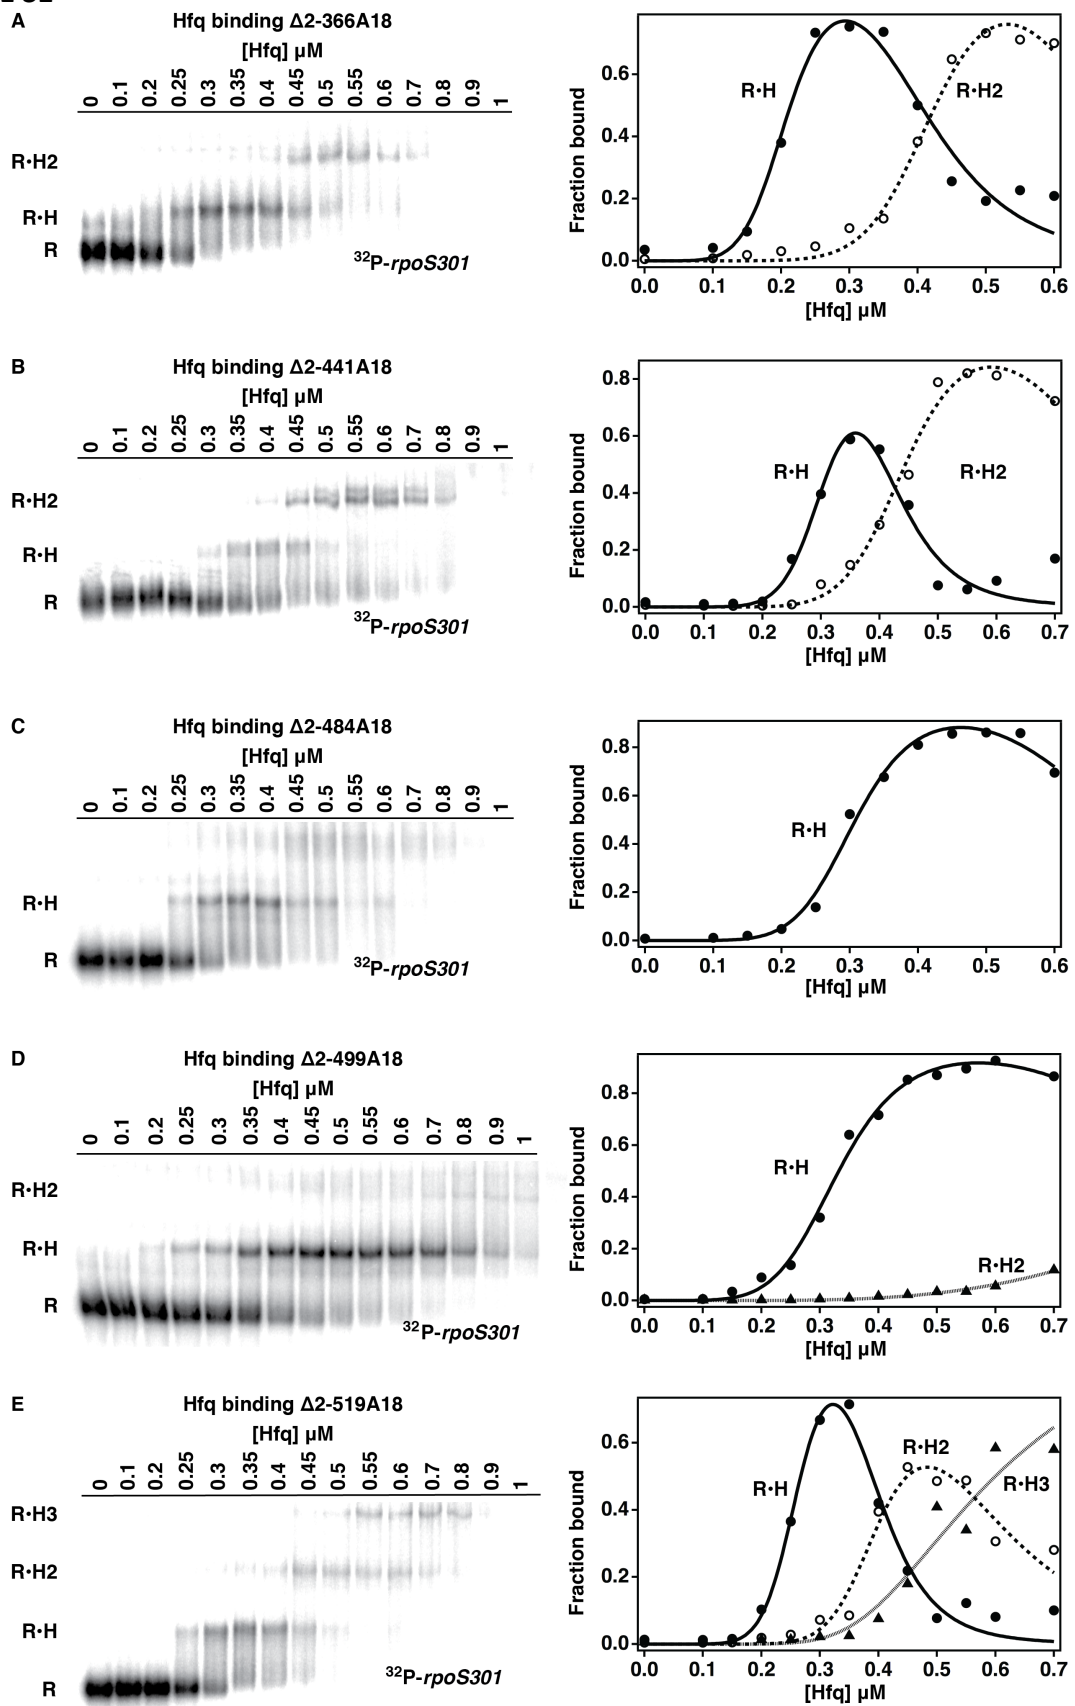 A
Hfq binding Δ2-366A18
[Hfq] µM
0 0.1 0.2 0.25 0.3 0.35 0.4 0.45 0.5 0.55 0.6 0.7 0.8 0.9 1
R•H2
R•H
R
32P-rpoS301
Fraction bound
0.6
0.4
0.2
0.0
R•H
R•H2
0.0 0.1 0.2 0.3 0.4 0.5 0.6
[Hfq] µM
B
Hfq binding Δ2-441A18
[Hfq] µM
0 0.1 0.2 0.25 0.3 0.35 0.4 0.45 0.5 0.55 0.6 0.7 0.8 0.9 1
R•H2
R•H
R
32P-rpoS301
Fraction bound
0.8
0.6
0.4
0.2
0.0
R•H
R•H2
0.0 0.1 0.2 0.3 0.4 0.5 0.6 0.7
[Hfq] µM
C
Hfq binding Δ2-484A18
[Hfq] µM
0 0.1 0.2 0.25 0.3 0.35 0.4 0.45 0.5 0.55 0.6 0.7 0.8 0.9 1
R•H
R
32P-rpoS301
Fraction bound
0.8
0.6
0.4
0.2
0.0
R•H
0.0 0.1 0.2 0.3 0.4 0.5 0.6
[Hfq] µM
D
Hfq binding Δ2-499A18
[Hfq] µM
0 0.1 0.2 0.25 0.3 0.35 0.4 0.45 0.5 0.55 0.6 0.7 0.8 0.9 1
R•H2
R•H
R
32P-rpoS301
Fraction bound
0.8
0.6
0.4
0.2
0.0
R•H
R•H2
0.0 0.1 0.2 0.3 0.4 0.5 0.6 0.7
[Hfq] µM
E
Hfq binding Δ2-519A18
[Hfq] µM
0 0.1 0.2 0.25 0.3 0.35 0.4 0.45 0.5 0.55 0.6 0.7 0.8 0.9 1
R•H3
R•H2
R•H
R
32P-rpoS301
Fraction bound
0.6
0.4
0.2
0.0
R•H
R•H2
R•H3
0.0 0.1 0.2 0.3 0.4 0.5 0.6 0.7
[Hfq] µM